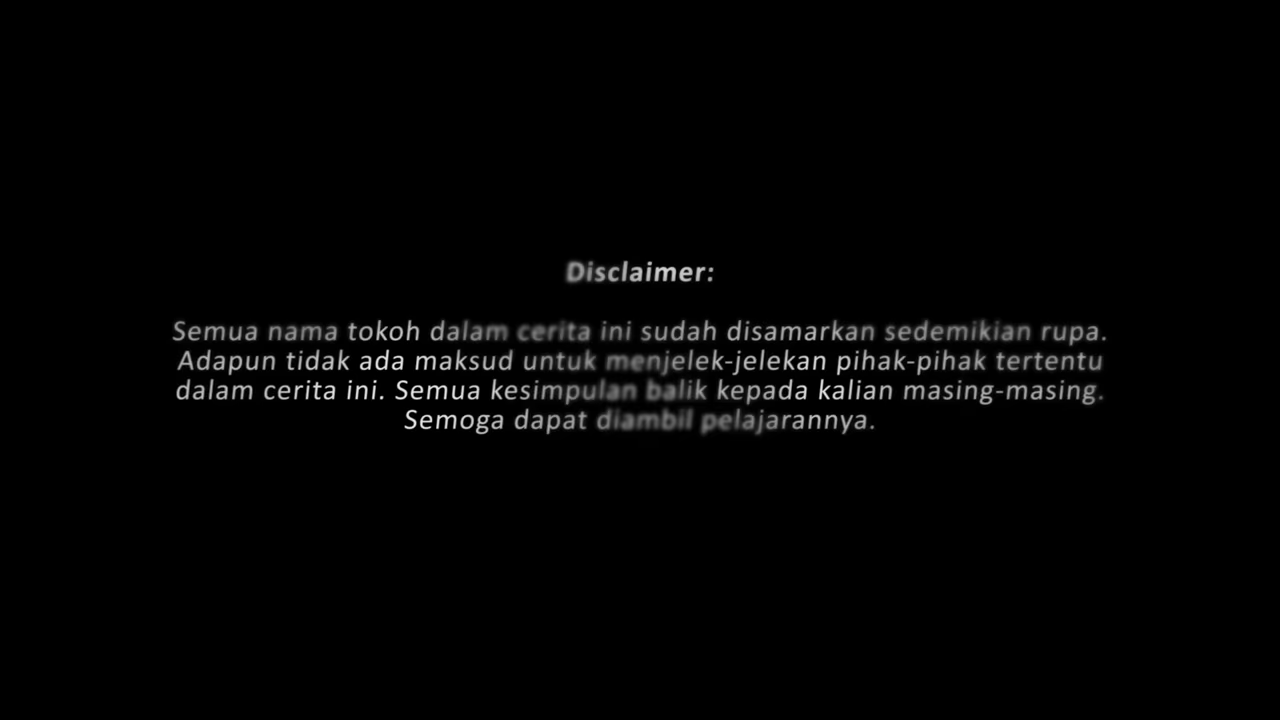 Disclaimer:
Semua nama tokoh dalam cerita ini sudah disamarkan sedemikian rupa.
Adapun tidak ada maksud untuk menjelek-jelekan pihak-pihak tertentu
dalam cerita ini. Semua kesimpulan balik kepada kalian masing-masing.
Semoga dapat diambil pelajarannya.